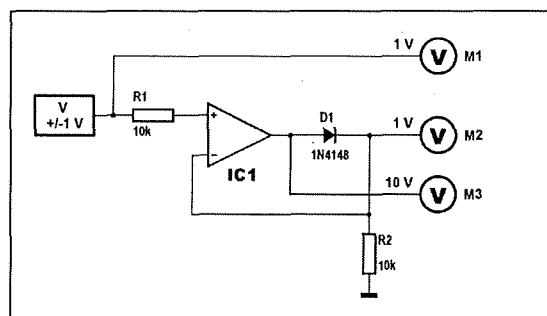 1 V
V M1
V
+/-1 V
R1
10k
+
-
IC1
D1
1N4148
1 V
V M2
10 V
V M3
R2
10k